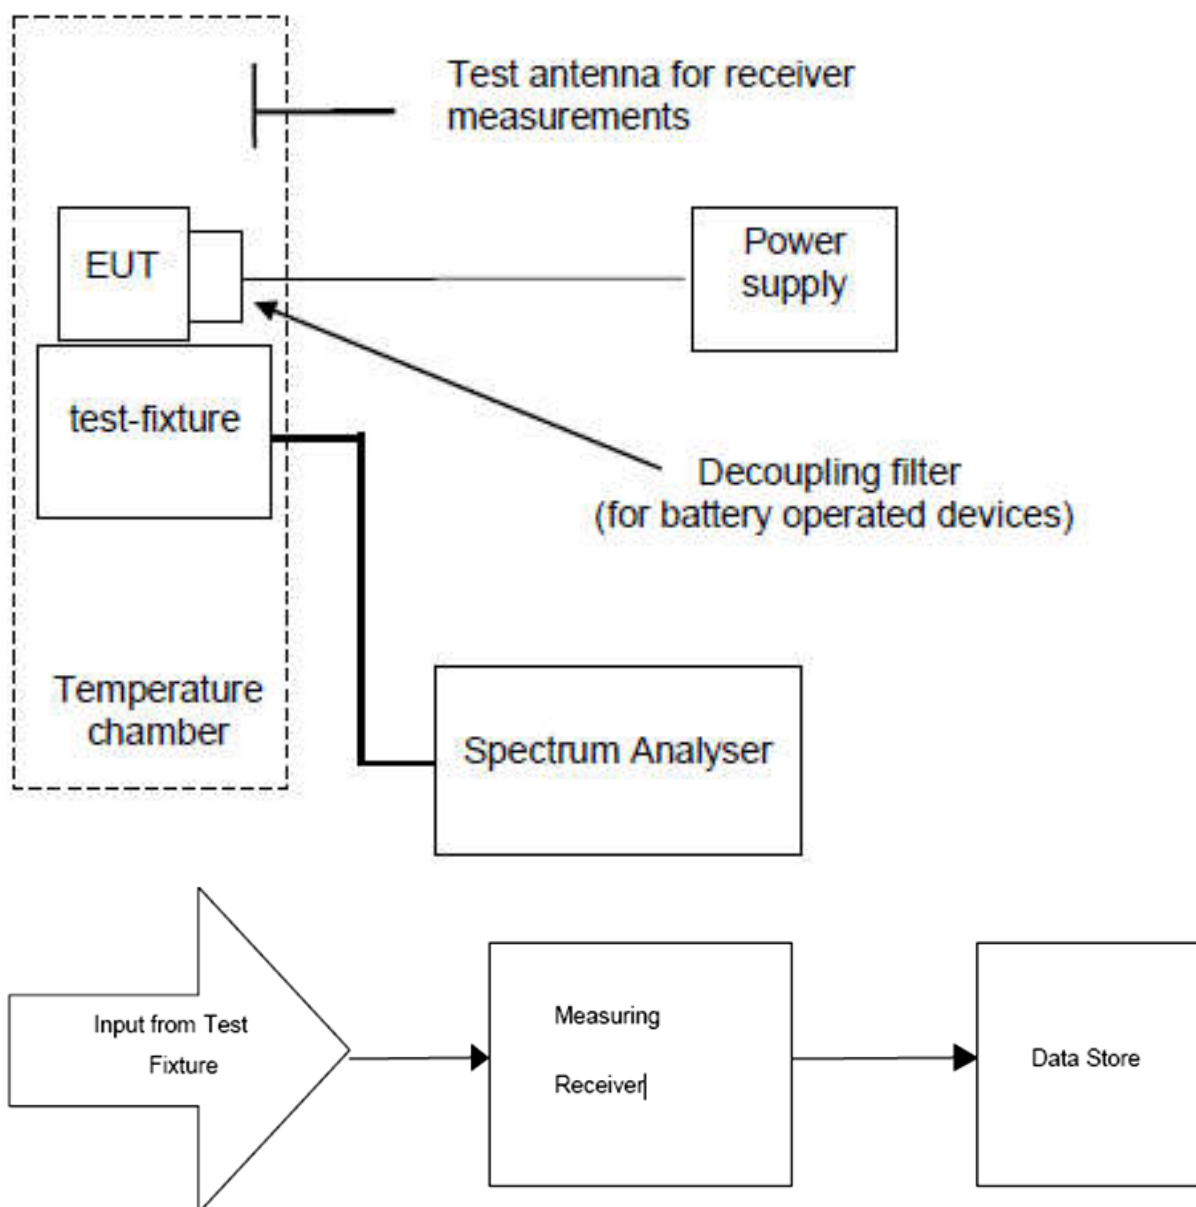 Test antenna for receiver
measurements
EUT
Power
supply
test-fixture
Decoupling filter
(for battery operated devices)
Temperature
chamber
Spectrum Analyser
Input from Test
Fixture
Measuring
Receiver
Data Store